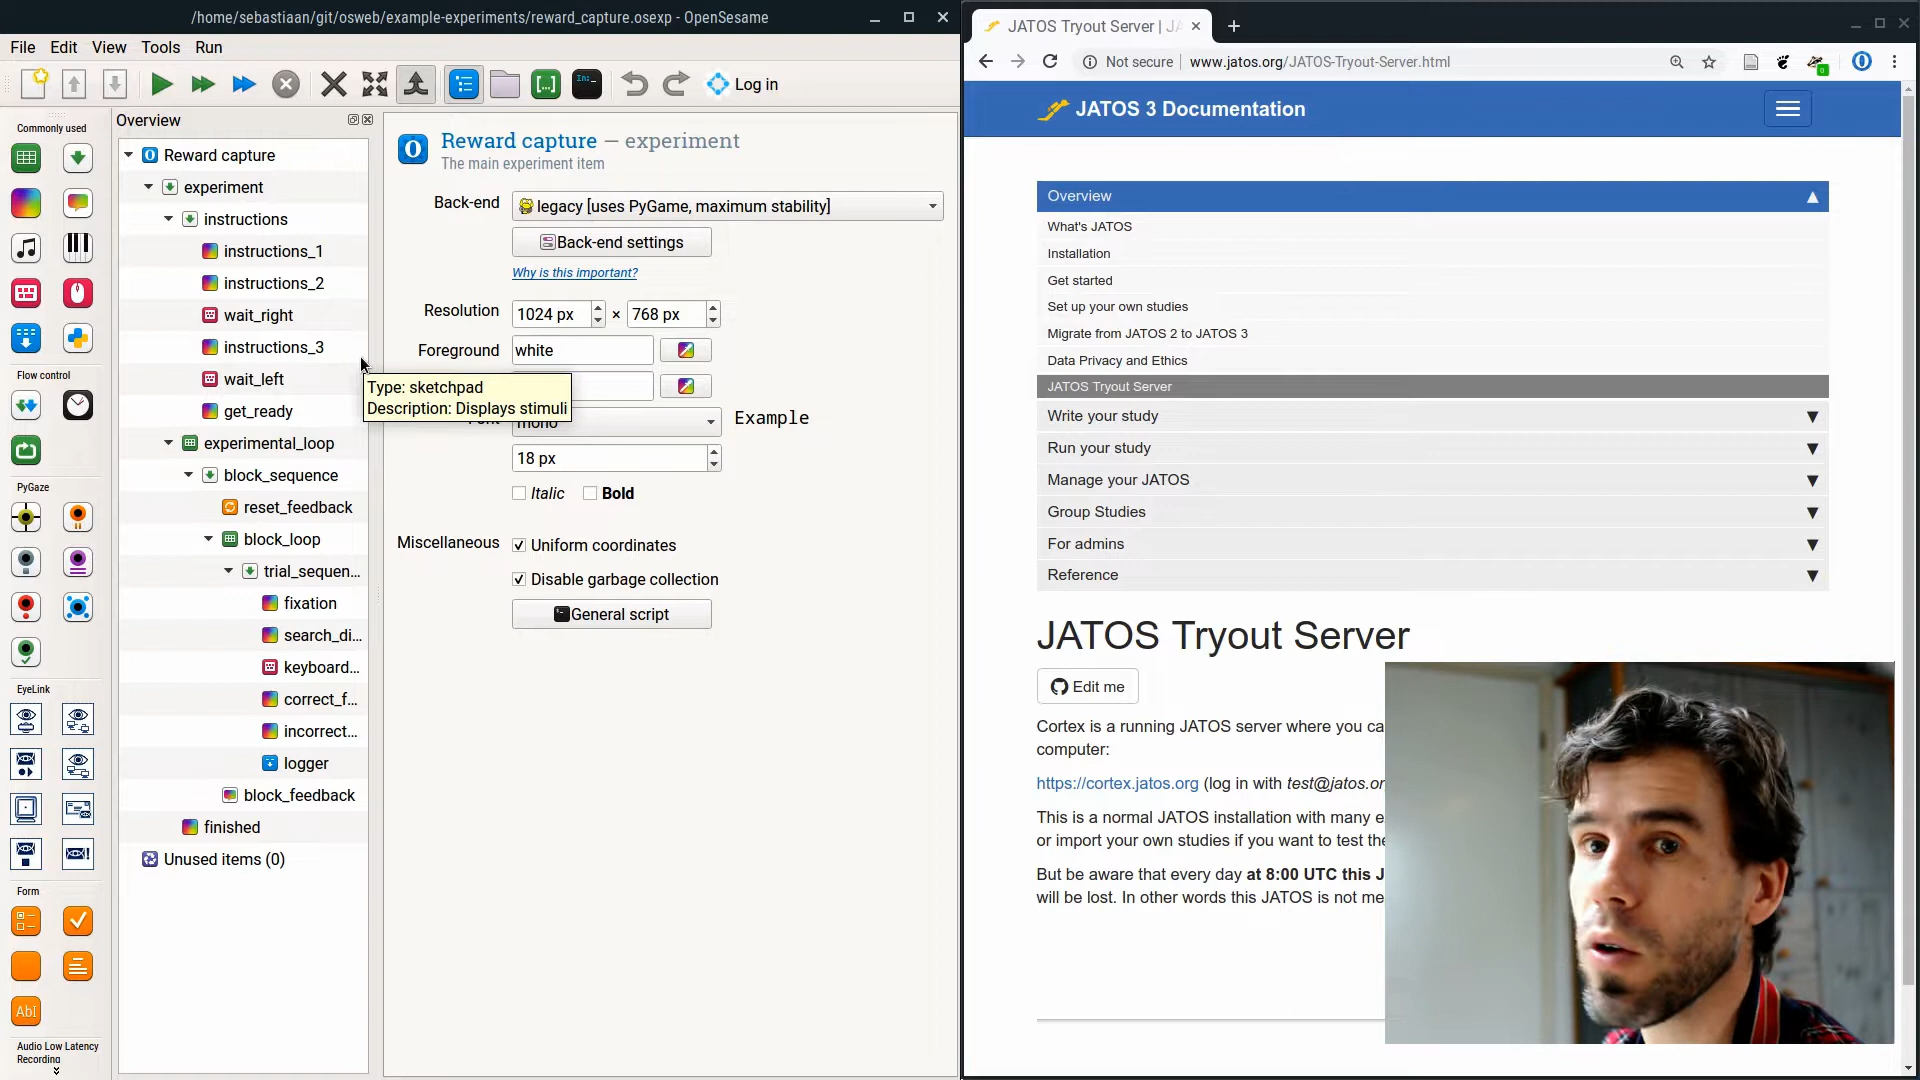 /home/sebastiaan/git/osweb/example-experiments/reward_capture.osexp - OpenSesame
File Edit View Tools Run
Log in
Commonly used
Flow control
PyGaze
EyeLink
Form
Abl
Audio Low Latency
Recording
Overview
Reward capture
experiment
instructions
instructions_1
instructions_2
wait_right
instructions_3
wait_left
get_ready
experimental_loop
block_sequence
reset_feedback
block_loop
trial_sequen...
fixation
search_di...
keyboard...
correct_f...
incorrect...
logger
block_feedback
finished
Unused items (0)
Reward capture – experiment
The main experiment item
Back-end legacy [uses PyGame, maximum stability]
Back-end settings
Why is this important?
Resolution 1024 px × 768 px
Foreground white
Type: sketchpad
Description: Displays stimuli
mono Example
18 px
Italic Bold
Miscellaneous Uniform coordinates
Disable garbage collection
General script
JATOS Tryout Server | JA
Not secure www.jatos.org/JATOS-Tryout-Server.html
0
JATOS 3 Documentation
Overview
What's JATOS
Installation
Get started
Set up your own studies
Migrate from JATOS 2 to JATOS 3
Data Privacy and Ethics
JATOS Tryout Server
Write your study
Run your study
Manage your JATOS
Group Studies
For admins
Reference
JATOS Tryout Server
Edit me
Cortex is a running JATOS server where you ca
computer:
https://cortex.jatos.org (log in with test@jatos.or
This is a normal JATOS installation with many e
or import your own studies if you want to test the
But be aware that every day at 8:00 UTC this J
will be lost. In other words this JATOS is not me